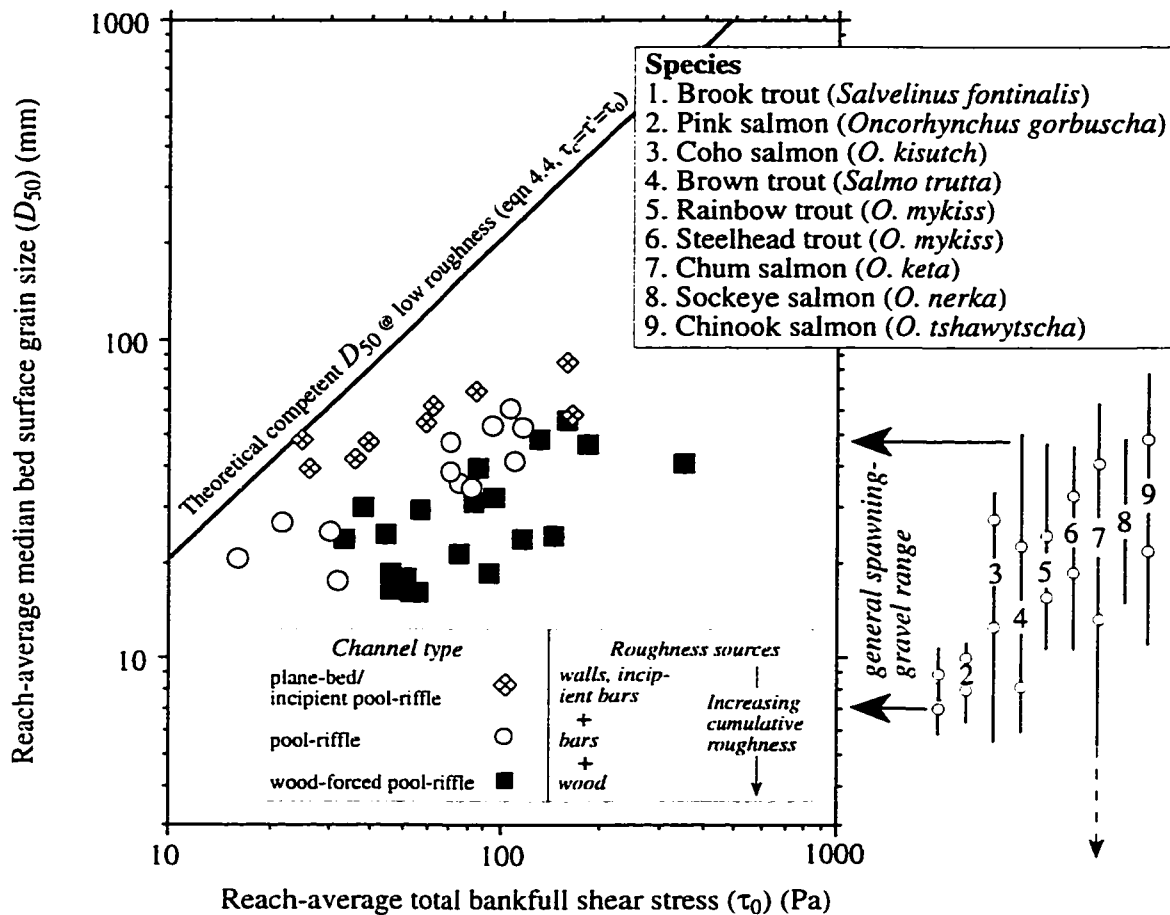 1000
100
10
Reach-average median bed surface grain size (D50) (mm)
Theoretical competent D50 @ low roughness (eqn 4.4, τc=τ'=τ0)
Species
1. Brook trout (Salvelinus fontinalis)
2. Pink salmon (Oncorhynchus gorbuscha)
3. Coho salmon (O. kisutch)
4. Brown trout (Salmo trutta)
5. Rainbow trout (O. mykiss)
6. Steelhead trout (O. mykiss)
7. Chum salmon (O. keta)
8. Sockeye salmon (O. nerka)
9. Chinook salmon (O. tshawytscha)
general spawning-
gravel range
2
3
4
5
6
7
8
9
Channel type
plane-bed/
incipient pool-riffle
pool-riffle
wood-forced pool-riffle
Roughness sources
walls, incip-
ient bars
+
bars
+
wood
Increasing
cumulative
roughness
10
100
1000
Reach-average total bankfull shear stress (τ0) (Pa)